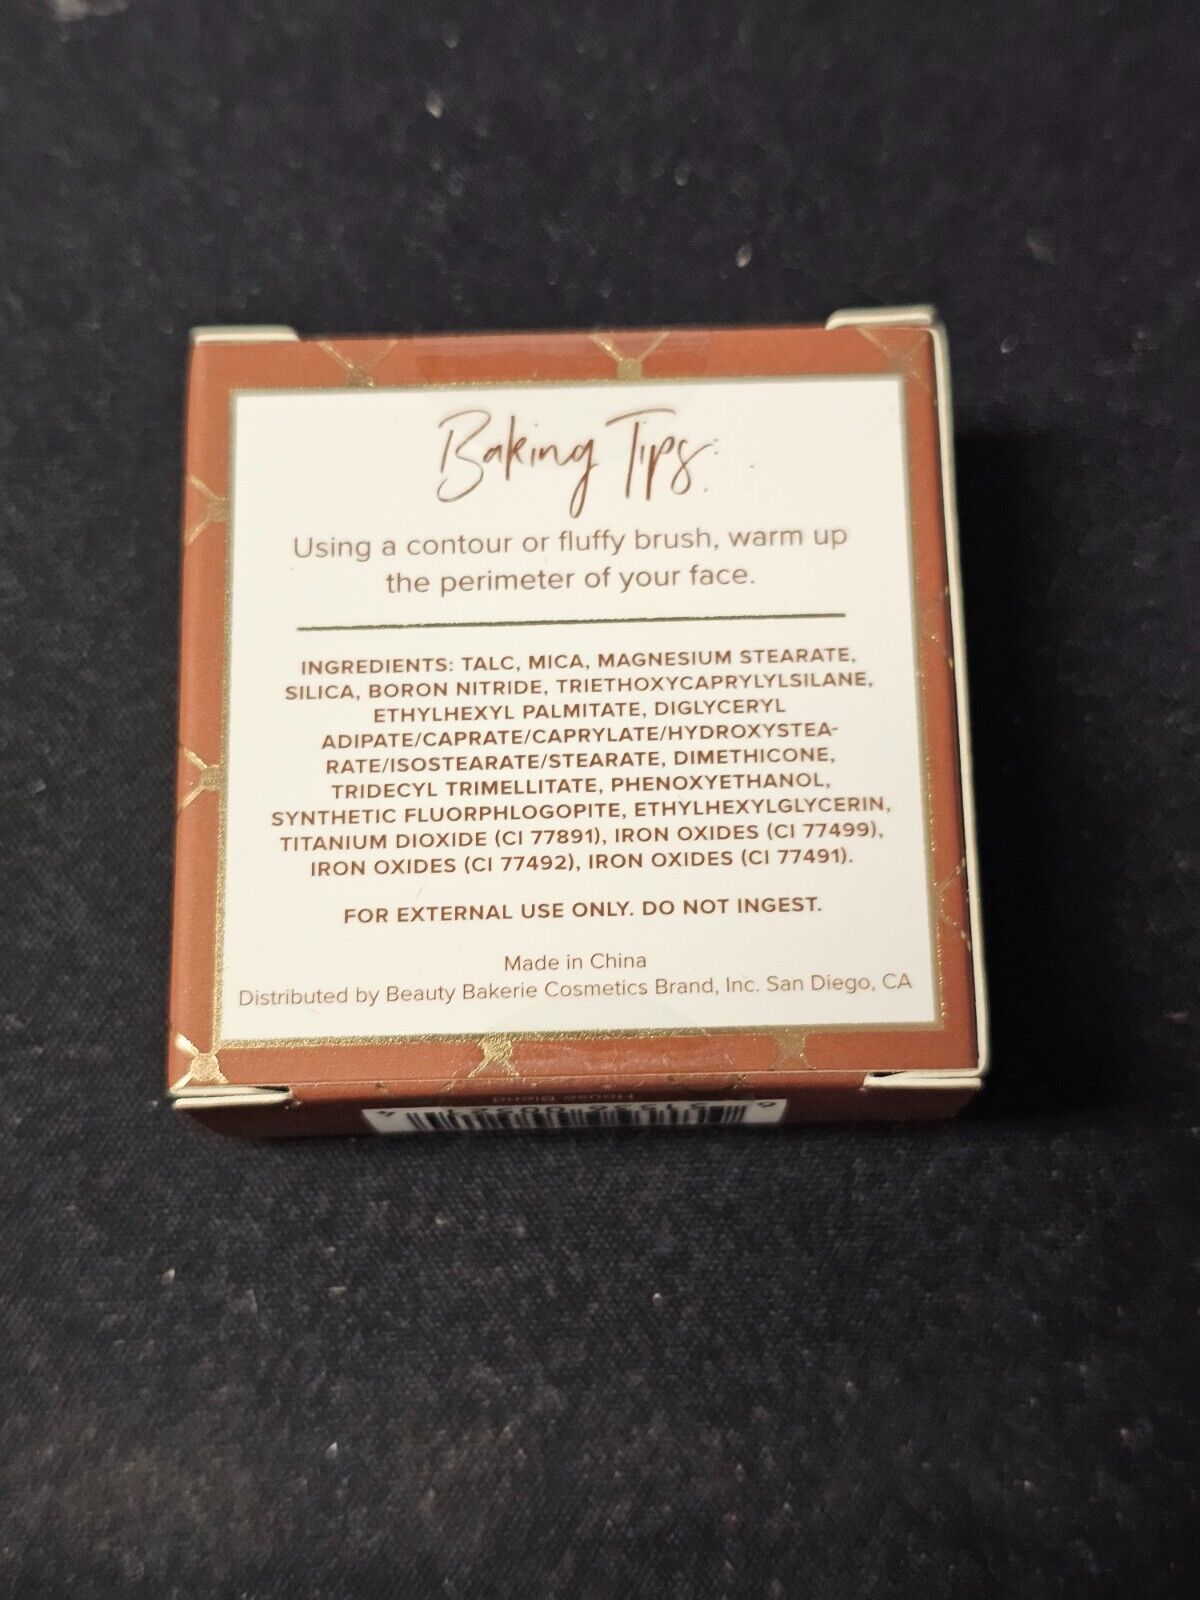 Baking Tips:
Using a contour or fluffy brush, warm up
the perimeter of your face.
INGREDIENTS: TALC, MICA, MAGNESIUM STEARATE,
SILICA, BORON NITRIDE, TRIETHOXYCAPRYLYLSILANE,
ETHYLHEXYL PALMITATE, DIGLYCERYL
ADIPATE/CAPRATE/CAPRYLATE/HYDROXYSTEA-
RATE/ISOSTEARATE/STEARATE, DIMETHICONE,
TRIDECYL TRIMELLITATE, PHENOXYETHANOL,
SYNTHETIC FLUORPHLOGOPITE, ETHYLHEXYLGLYCERIN,
TITANIUM DIOXIDE (CI 77891), IRON OXIDES (CI 77499),
IRON OXIDES (CI 77492), IRON OXIDES (CI 77491).
FOR EXTERNAL USE ONLY. DO NOT INGEST.
Made in China
Distributed by Beauty Bakerie Cosmetics Brand, Inc. San Diego, CA
House Blend